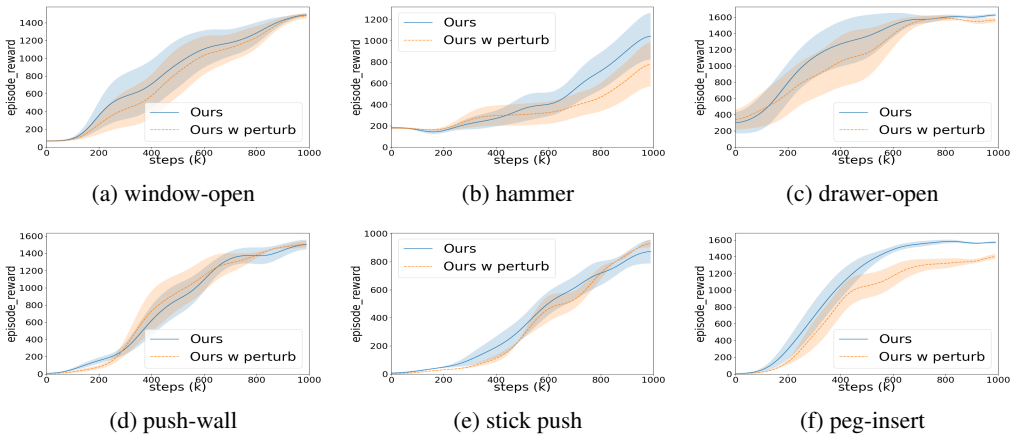 1400
1200
1000
800
600
400
200
0
episode_reward
Ours
Ours w perturb
0 200 400 600 800 1000
steps (k)
(a) window-open
1200
1000
800
600
400
200
0
episode_reward
Ours
Ours w perturb
0 200 400 600 800 1000
steps (k)
(b) hammer
1600
1400
1200
1000
800
600
400
200
0
episode_reward
Ours
Ours w perturb
0 200 400 600 800 1000
steps (k)
(c) drawer-open
1600
1400
1200
1000
800
600
400
200
0
episode_reward
Ours
Ours w perturb
0 200 400 600 800 1000
steps (k)
(d) push-wall
1000
800
600
400
200
0
episode_reward
Ours
Ours w perturb
0 200 400 600 800 1000
steps (k)
(e) stick push
1600
1400
1200
1000
800
600
400
200
0
episode_reward
Ours
Ours w perturb
0 200 400 600 800 1000
steps (k)
(f) peg-insert